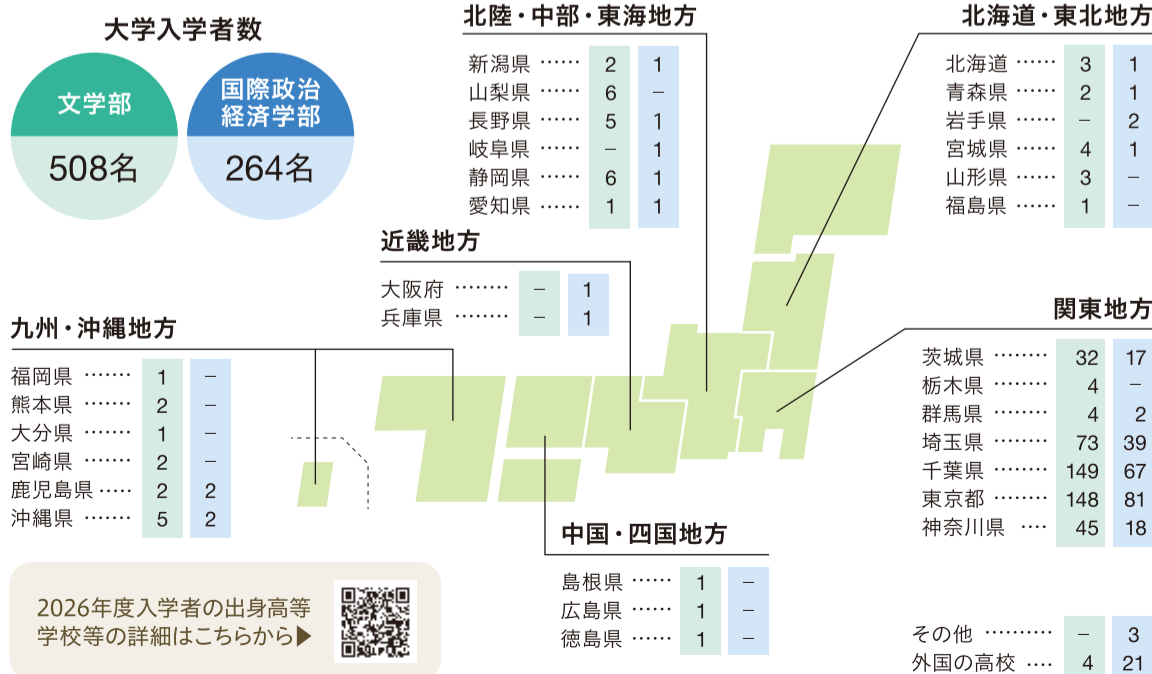 大学入学者数
文学部
508名
国際政治
経済学部
264名
北陸・中部・東海地方
新潟県 …… 2 1
山梨県 …… 6 −
長野県 …… 5 1
岐阜県 …… − 1
静岡県 …… 6 1
愛知県 …… 1 1
北海道・東北地方
北海道 …… 3 1
青森県 …… 2 1
岩手県 …… − 2
宮城県 …… 4 1
山形県 …… 3 −
福島県 …… 1 −
近畿地方
大阪府 ……… − 1
兵庫県 ……… − 1
九州・沖縄地方
福岡県 ……· 1 −
熊本県 ……· 2 −
大分県 ……· 1 −
宮崎県 ……· 2 −
鹿児島県 ….. 2 2
沖縄県 ……· 5 2
関東地方
茨城県 ……… 32 17
栃木県 ……… 4 −
群馬県 ……… 4 2
埼玉県 ……… 73 39
千葉県 ……… 149 67
東京都 ……… 148 81
神奈川県 …. 45 18
中国・四国地方
島根県 …… 1 −
広島県 …… 1 −
徳島県 …… 1 −
2026年度入学者の出身高等
学校等の詳細はこちらから▶
その他 ………. − 3
外国の高校 …. 4 21